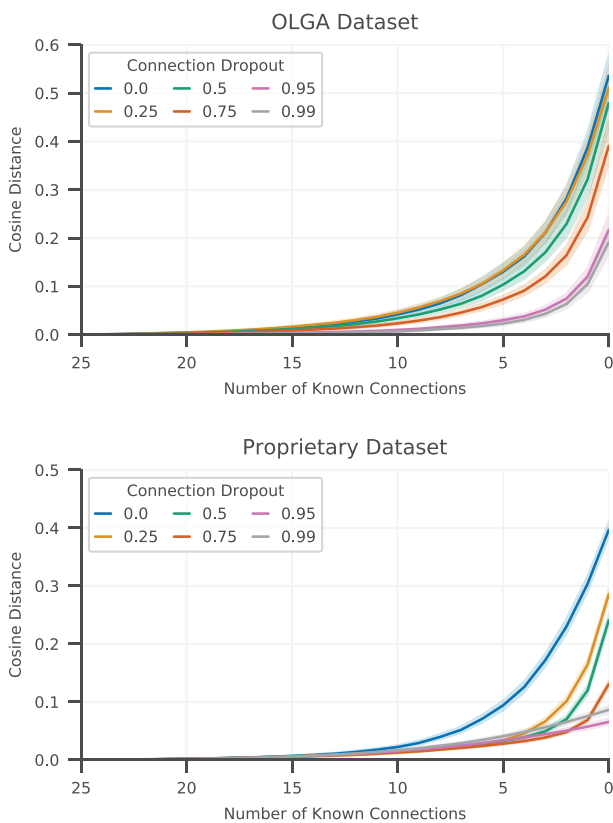 OLGA Dataset
0.6
0.5
0.4
0.3
0.2
0.1
0.0
Cosine Distance
Connection Dropout
0.0 0.5 0.95
0.25 0.75 0.99
25 20 15 10 5 0
Number of Known Connections
Proprietary Dataset
0.5
0.4
0.3
0.2
0.1
0.0
Cosine Distance
Connection Dropout
0.0 0.5 0.95
0.25 0.75 0.99
25 20 15 10 5 0
Number of Known Connections